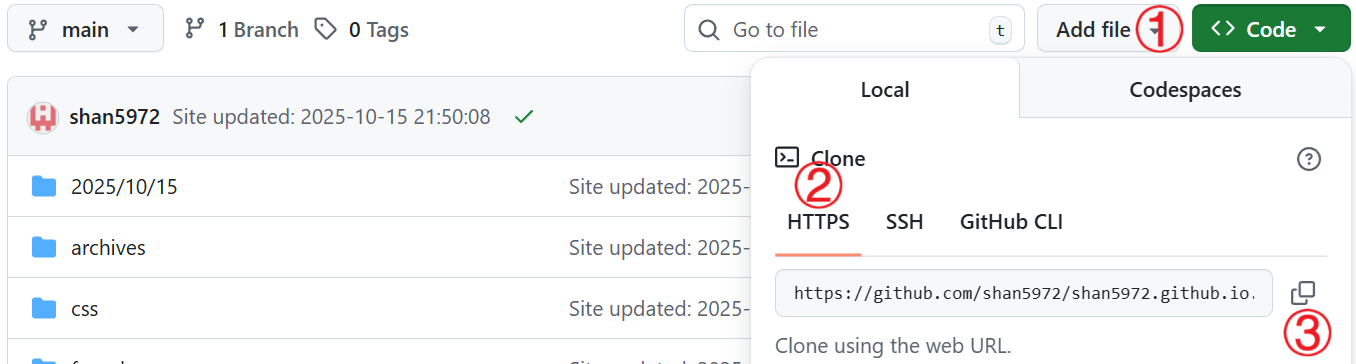 main 1 Branch 0 Tags Go to file t Add file ① Code
Local Codespaces
shan5972 Site updated: 2025-10-15 21:50:08
Clone
②
2025/10/15 Site updated: 2025-
HTTPS SSH GitHub CLI
archives Site updated: 2025-
https://github.com/shan5972/shan5972.github.io.
css Site updated: 2025-
③
Clone using the web URL.